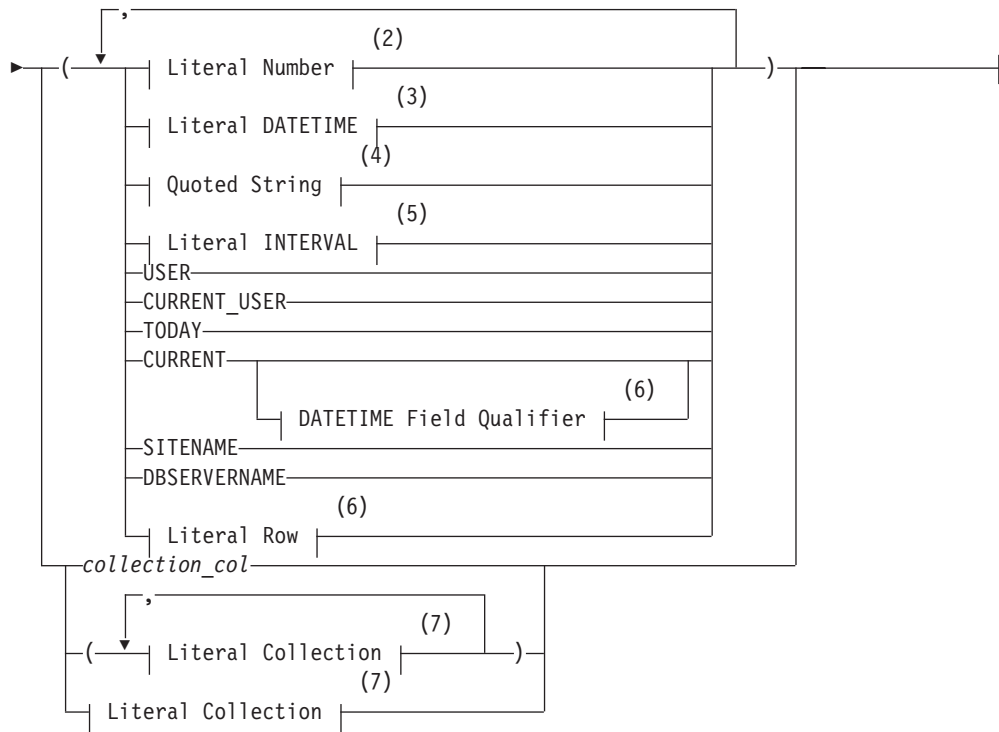 ,
(2)
( Literal Number )
(3)
Literal DATETIME
(4)
Quoted String
(5)
Literal INTERVAL
USER
CURRENT_USER
TODAY
CURRENT
(6)
DATETIME Field Qualifier
SITENAME
DBSERVERNAME
(6)
Literal Row
collection_col
,
(7)
( Literal Collection )
(7)
Literal Collection